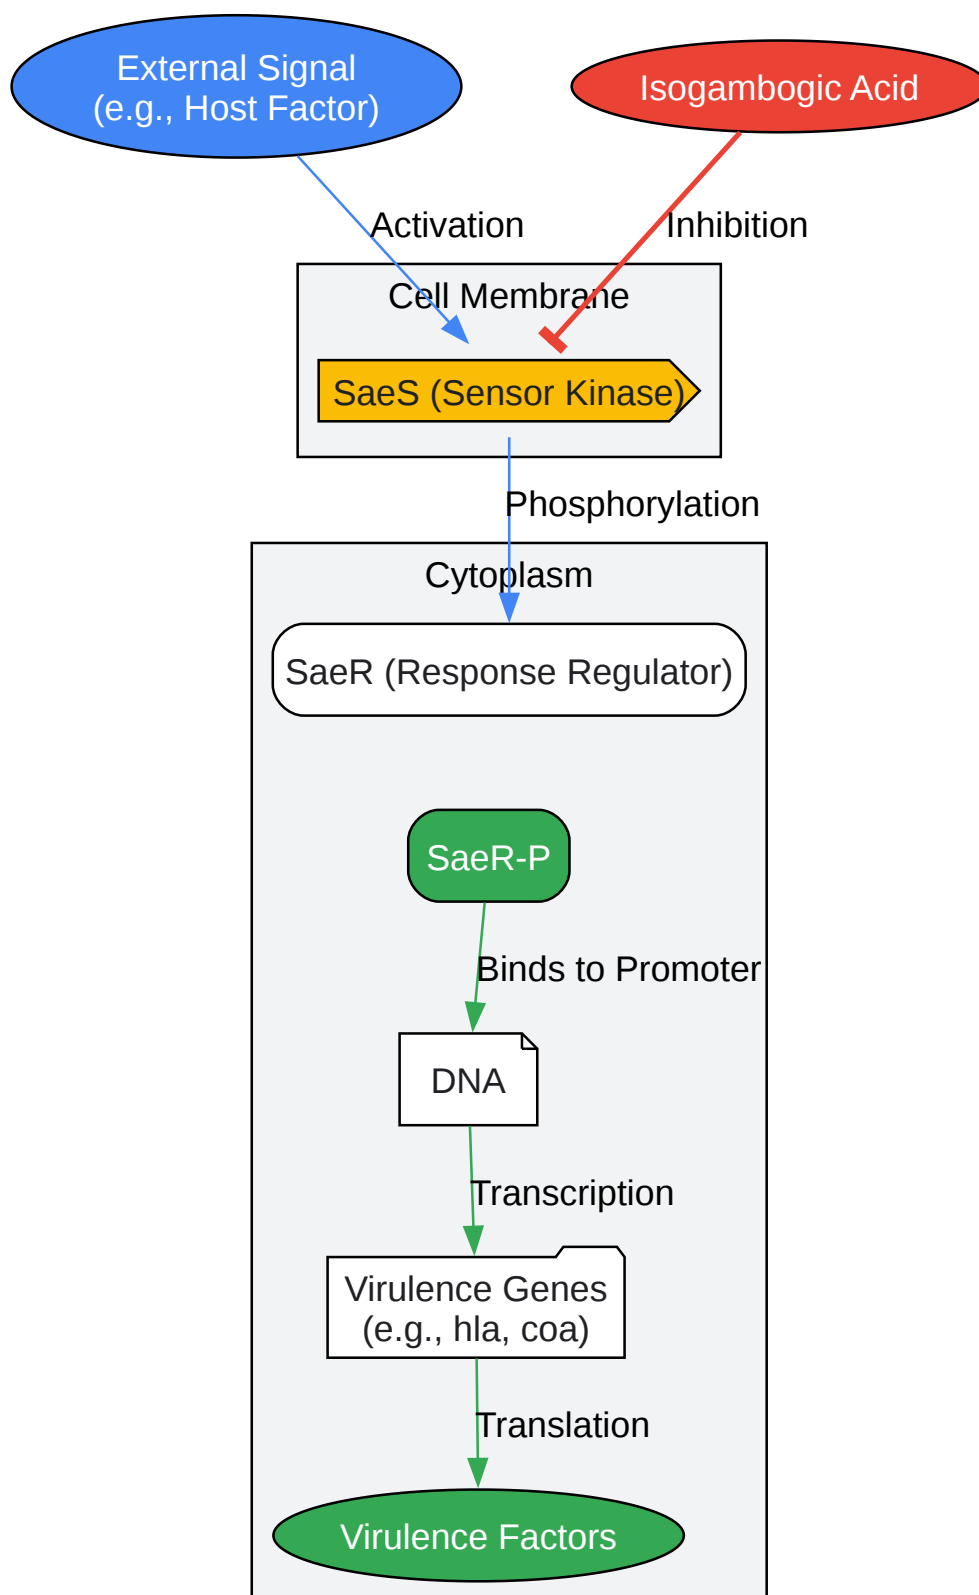 External Signal
(e.g., Host Factor)
Isogambogic Acid
Activation
Inhibition
Cell Membrane
SaeS (Sensor Kinase)
Phosphorylation
Cytoplasm
SaeR (Response Regulator)
SaeR-P
Binds to Promoter
DNA
Transcription
Virulence Genes
(e.g., hla, coa)
Translation
Virulence Factors